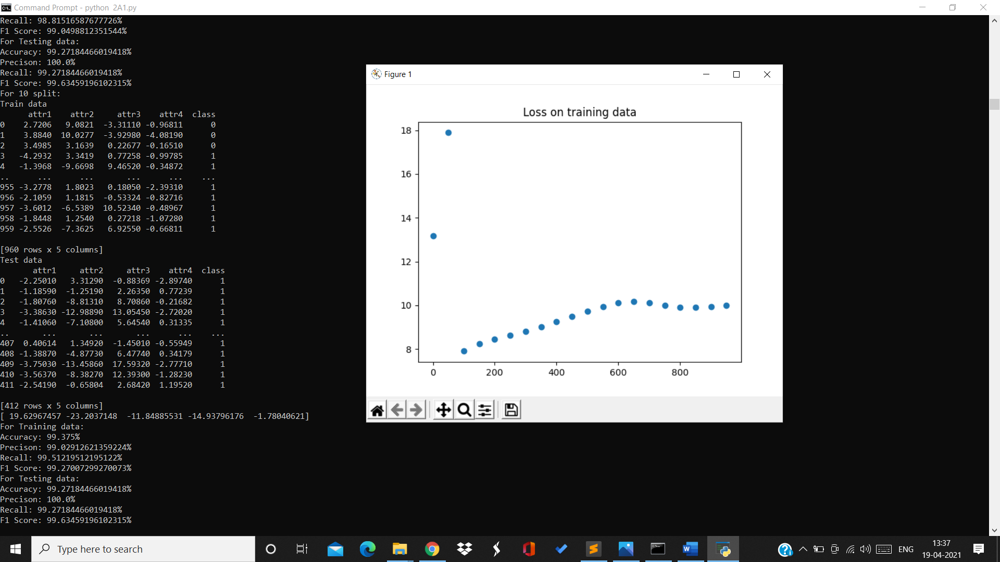 Command Prompt - python  2A1.py
Recall: 98.81516587677726%
F1 Score: 99.0498812351544%
For Testing data:
Accuracy: 99.27184466019418%
Precison: 100.0%
Recall: 99.27184466019418%
F1 Score: 99.63459196102315%
For 10 split:
Train data
      attr1    attr2     attr3    attr4  class
0    2.7206   9.0821  -3.31110 -0.96811      0
1    3.8840  10.0277  -3.92980 -4.08190      0
2    3.4985   3.1639   0.22677 -0.16510      0
3   -4.2932   3.3419   0.77258 -0.99785      1
4   -1.3968  -9.6698   9.46520 -0.34872      1
..      ...      ...       ...      ...    ...
955 -3.2778   1.8023   0.18050 -2.39310      1
956 -2.1059   1.1815  -0.53324 -0.82716      1
957 -3.6012  -6.5389  10.52340 -0.48967      1
958 -1.8448   1.2540   0.27218 -1.07280      1
959 -2.5526  -7.3625   6.92550 -0.66811      1
[960 rows x 5 columns]
Test data
       attr1     attr2     attr3    attr4  class
0   -2.25010   3.31290  -0.88369 -2.89740      1
1   -1.18590  -1.25190   2.26350  0.77239      1
2   -1.80760  -8.81310   8.70860 -0.21682      1
3   -3.38630 -12.98890  13.05450 -2.72020      1
4   -1.41060  -7.10800   5.64540  0.31335      1
..       ...       ...       ...      ...    ...
407  0.40614   1.34920  -1.45010 -0.55949      1
408 -1.38870  -4.87730   6.47740  0.34179      1
409 -3.75030 -13.45860  17.59320 -2.77710      1
410 -3.56370  -8.38270  12.39300 -1.28230      1
411 -2.54190  -0.65804   2.68420  1.19520      1
[412 rows x 5 columns]
[ 19.62967457 -23.2037148  -11.84885531 -14.93796176  -1.78040621]
For Training data:
Accuracy: 99.375%
Precison: 99.02912621359224%
Recall: 99.51219512195122%
F1 Score: 99.27007299270073%
For Testing data:
Accuracy: 99.27184466019418%
Precison: 100.0%
Recall: 99.27184466019418%
F1 Score: 99.63459196102315%
Figure 1
Loss on training data
18
16
14
12
10
8
0 200 400 600 800
Type here to search
ENG
13:37
19-04-2021